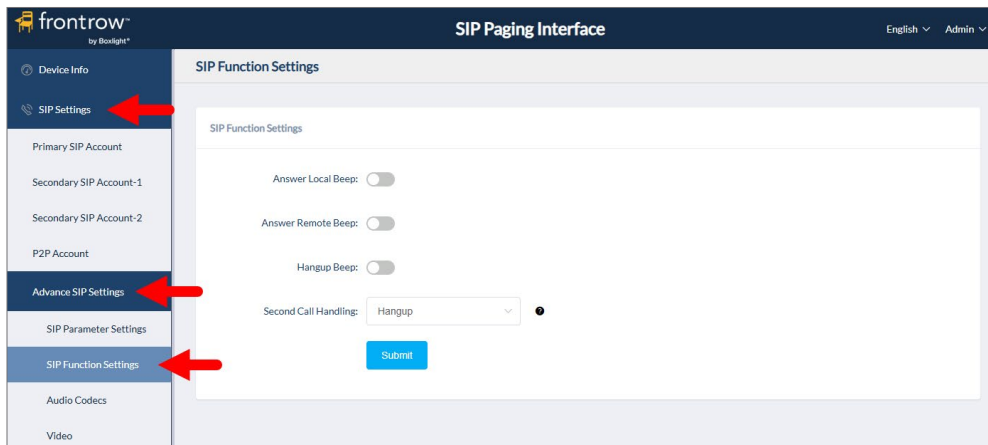 frontrow™
by Boxlight®
SIP Paging Interface
English
Admin
Device Info
SIP Function Settings
SIP Settings
SIP Function Settings
Primary SIP Account
Answer Local Beep:
Secondary SIP Account-1
Secondary SIP Account-2
Answer Remote Beep:
P2P Account
Hangup Beep:
Advance SIP Settings
Second Call Handling:
Hangup
?
SIP Parameter Settings
Submit
SIP Function Settings
Audio Codecs
Video